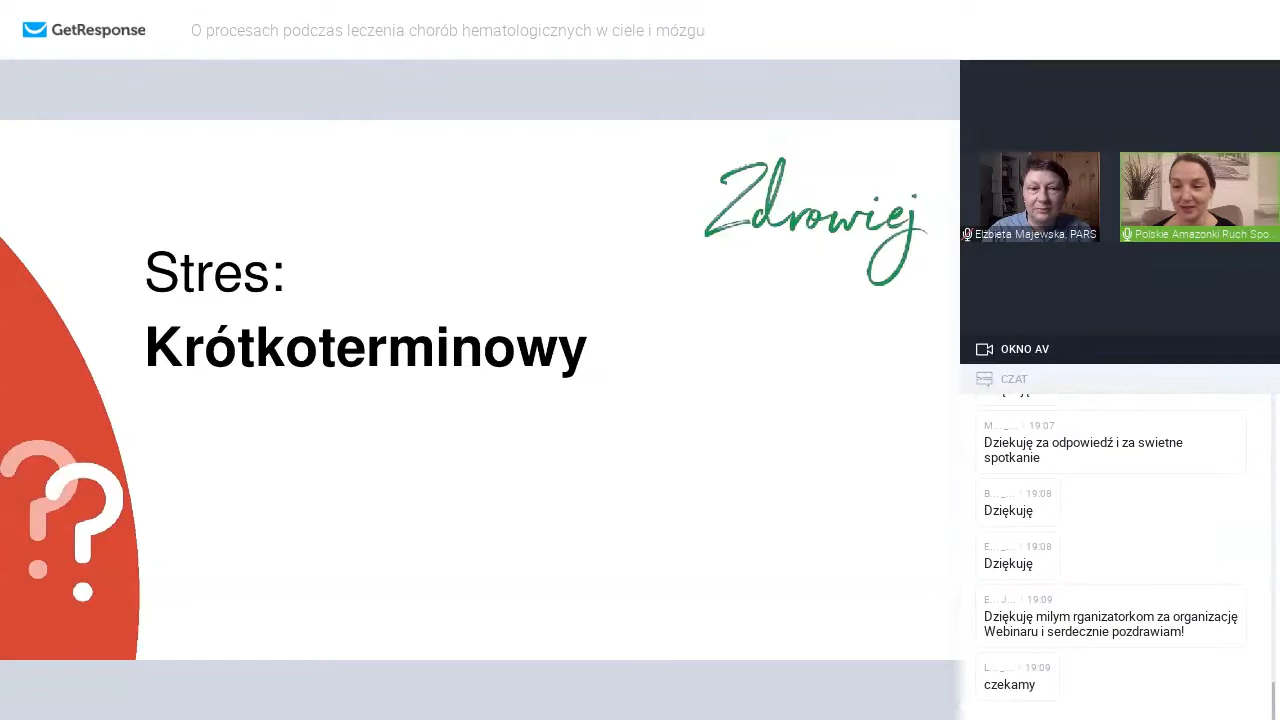 GetResponse
O procesach podczas leczenia chorób hematologicznych w ciele i mózgu
Zdrowiej
Stres:
Krótkoterminowy
??
Elżbieta Majewska, PARS
Polskie Amazonki Ruch Spo...
OKNO AV
CZAT
M... _... 19:07
Dziekuję za odpowiedź i za swietne
spotkanie
B... _... 19:08
Dziękuję
E... _... 19:08
Dziękuję
E... J... 19:09
Dziękuję milym rganizatorkom za organizację
Webinaru i serdecznie pozdrawiam!
L... _... 19:09
czekamy